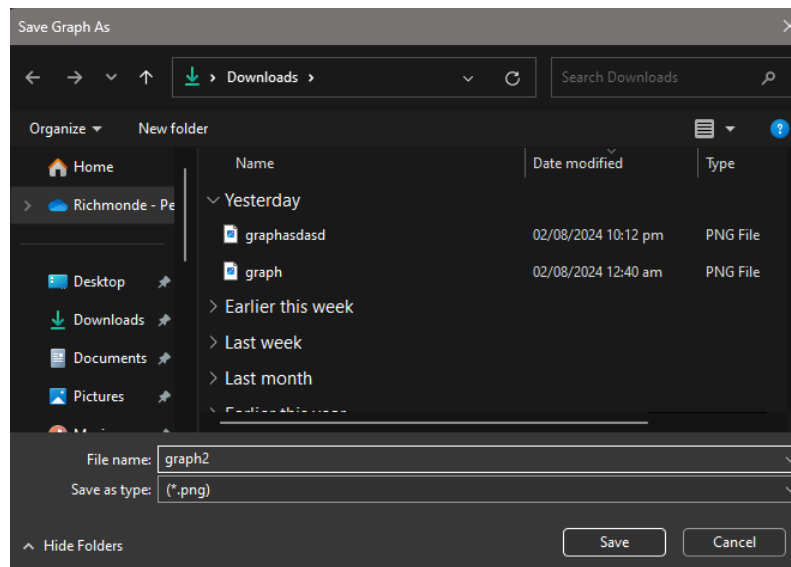 Save Graph As
Downloads
Search Downloads
Organize
New folder
Home
Richmonde - Pe
Desktop
Downloads
Documents
Pictures
Name Date modified Type
Yesterday
graphasdasd 02/08/2024 10:12 pm PNG File
graph 02/08/2024 12:40 am PNG File
Earlier this week
Last week
Last month
File name: graph2
Save as type: (*.png)
Hide Folders
Save Cancel